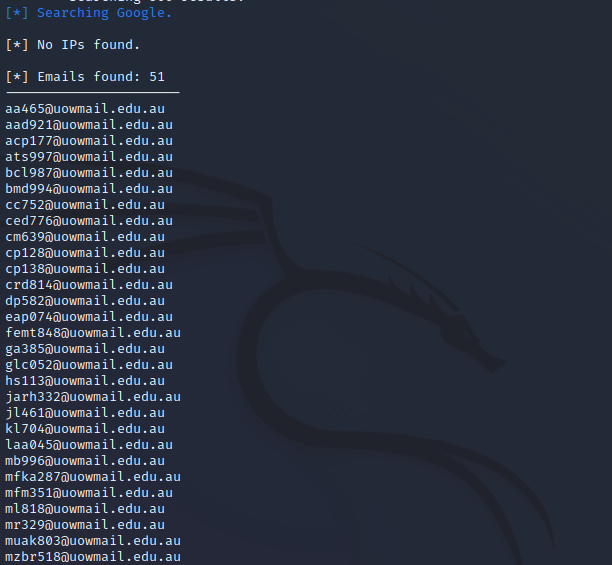 [*] Searching Google.
[*] No IPs found.
[*] Emails found: 51
----------------------
aa465@uowmail.edu.au
aad921@uowmail.edu.au
acp177@uowmail.edu.au
ats997@uowmail.edu.au
bcl987@uowmail.edu.au
bmd994@uowmail.edu.au
cc752@uowmail.edu.au
ced776@uowmail.edu.au
cm639@uowmail.edu.au
cp128@uowmail.edu.au
cp138@uowmail.edu.au
crd814@uowmail.edu.au
dp582@uowmail.edu.au
eap074@uowmail.edu.au
femt848@uowmail.edu.au
ga385@uowmail.edu.au
glc052@uowmail.edu.au
hs113@uowmail.edu.au
jarh332@uowmail.edu.au
jl461@uowmail.edu.au
kl704@uowmail.edu.au
laa045@uowmail.edu.au
mb996@uowmail.edu.au
mfka287@uowmail.edu.au
mfm351@uowmail.edu.au
ml818@uowmail.edu.au
mr329@uowmail.edu.au
muak803@uowmail.edu.au
mzbr518@uowmail.edu.au